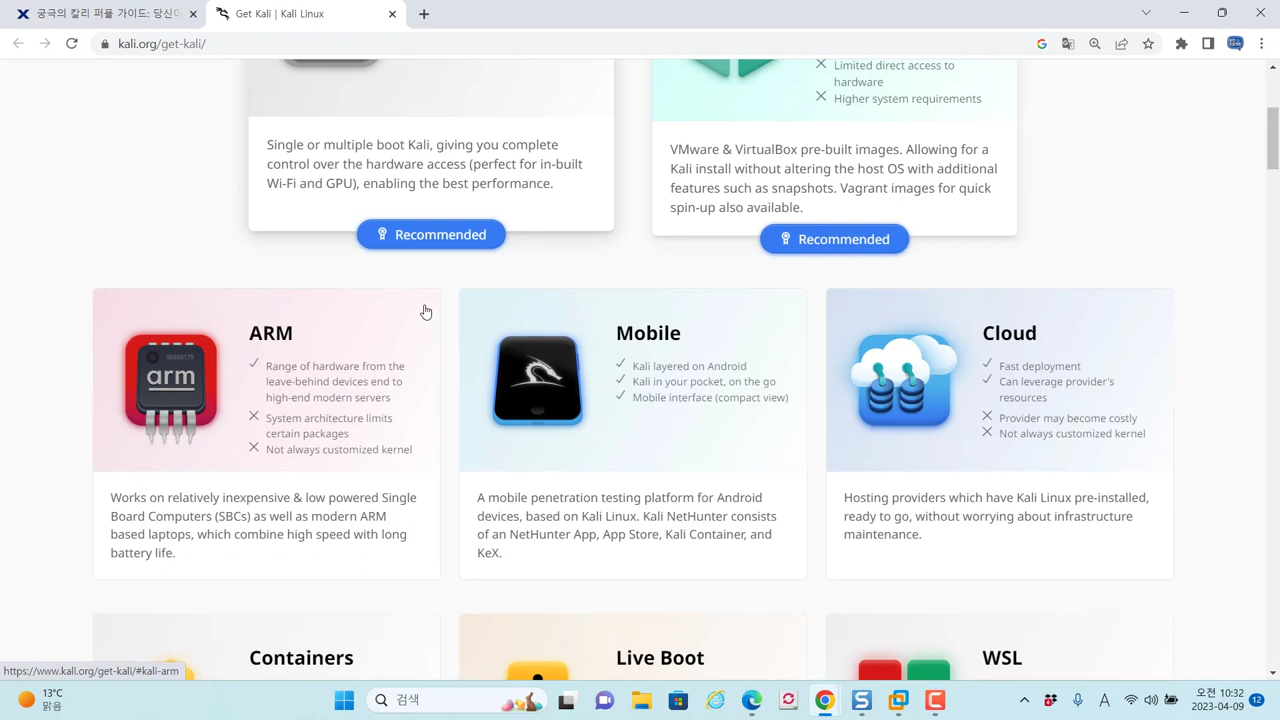 궁극의 칼리 퍼플 가이드: 당신이
Get Kali | Kali Linux
kali.org/get-kali/
Limited direct access to
hardware
Higher system requirements
Single or multiple boot Kali, giving you complete
control over the hardware access (perfect for in-built
Wi-Fi and GPU), enabling the best performance.
Recommended
VMware & VirtualBox pre-built images. Allowing for a
Kali install without altering the host OS with additional
features such as snapshots. Vagrant images for quick
spin-up also available.
Recommended
00000179
arm
ARM
Range of hardware from the
leave-behind devices end to
high-end modern servers
System architecture limits
certain packages
Not always customized kernel
Works on relatively inexpensive & low powered Single
Board Computers (SBCs) as well as modern ARM
based laptops, which combine high speed with long
battery life.
Mobile
Kali layered on Android
Kali in your pocket, on the go
Mobile interface (compact view)
A mobile penetration testing platform for Android
devices, based on Kali Linux. Kali NetHunter consists
of an NetHunter App, App Store, Kali Container, and
KeX.
Cloud
Fast deployment
Can leverage provider's
resources
Provider may become costly
Not always customized kernel
Hosting providers which have Kali Linux pre-installed,
ready to go, without worrying about infrastructure
maintenance.
Containers
Live Boot
WSL
https://www.kali.org/get-kali/#kali-arm
13°C
맑음
검색
A
오전 10:32
2023-04-09
12